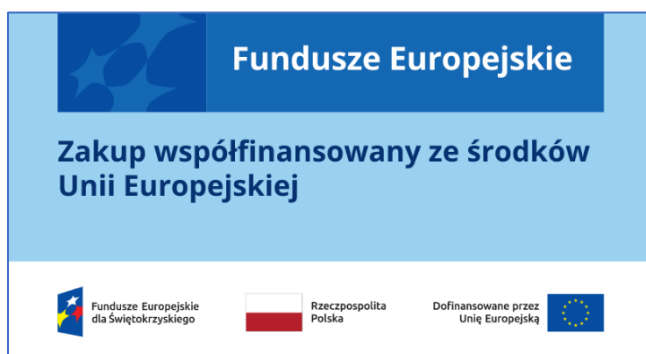 Fundusze Europejskie
Zakup współfinansowany ze środków
Unii Europejskiej
Fundusze Europejskie
dla Świętokrzyskiego
Rzeczpospolita
Polska
Dofinansowane przez
Unię Europejską